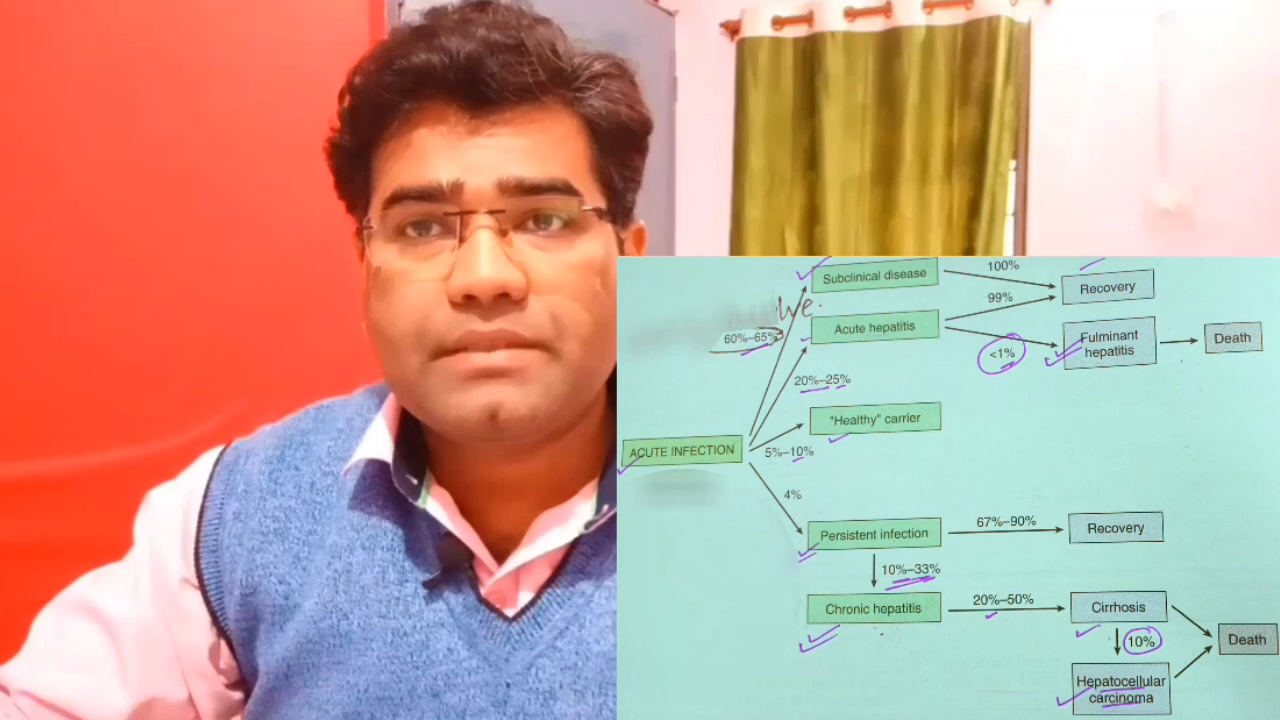 Subclinical disease
100%
Recovery
99%
Acute hepatitis
60%–65%
<1%
Fulminant
hepatitis
Death
20%–25%
"Healthy" carrier
ACUTE INFECTION
5%–10%
4%
Persistent infection
67%–90%
Recovery
10%–33%
Chronic hepatitis
20%–50%
Cirrhosis
10%
Death
Hepatocellular
carcinoma